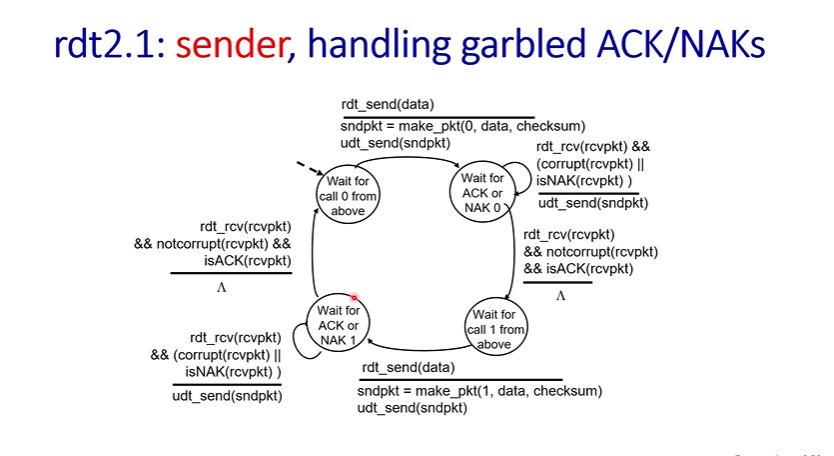 rdt2.1: sender, handling garbled ACK/NAKs
rdt_send(data)
sndpkt = make_pkt(0, data, checksum)
udt_send(sndpkt)
rdt_rcv(rcvpkt) &&
(corrupt(rcvpkt) ||
isNAK(rcvpkt) )
udt_send(sndpkt)
Wait for
call 0 from
above
Wait for
ACK or
NAK 0
rdt_rcv(rcvpkt)
&& notcorrupt(rcvpkt) &&
isACK(rcvpkt)
Λ
rdt_rcv(rcvpkt)
&& notcorrupt(rcvpkt)
&& isACK(rcvpkt)
Λ
Wait for
ACK or
NAK 1
Wait for
call 1 from
above
rdt_rcv(rcvpkt)
&& (corrupt(rcvpkt) ||
isNAK(rcvpkt) )
udt_send(sndpkt)
rdt_send(data)
sndpkt = make_pkt(1, data, checksum)
udt_send(sndpkt)